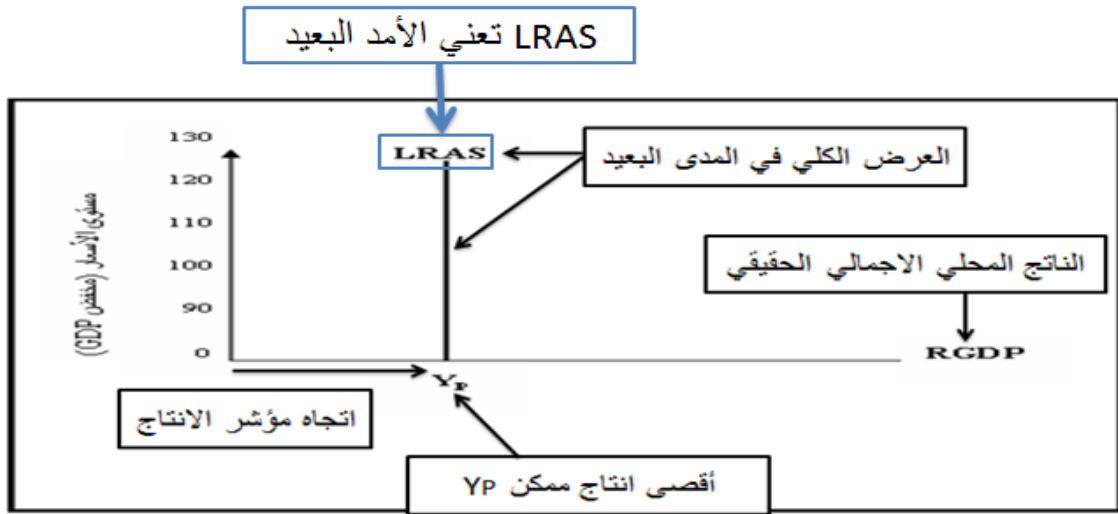 LRAS تعني الأمد البعيد
130
LRAS
العرض الكلي في المدى البعيد
120
110
مستوى الأسعار (مخفض GDP)
100
الناتج المحلي الاجمالي الحقيقي
90
0
RGDP
YP
اتجاه مؤشر الانتاج
أقصى انتاج ممكن YP